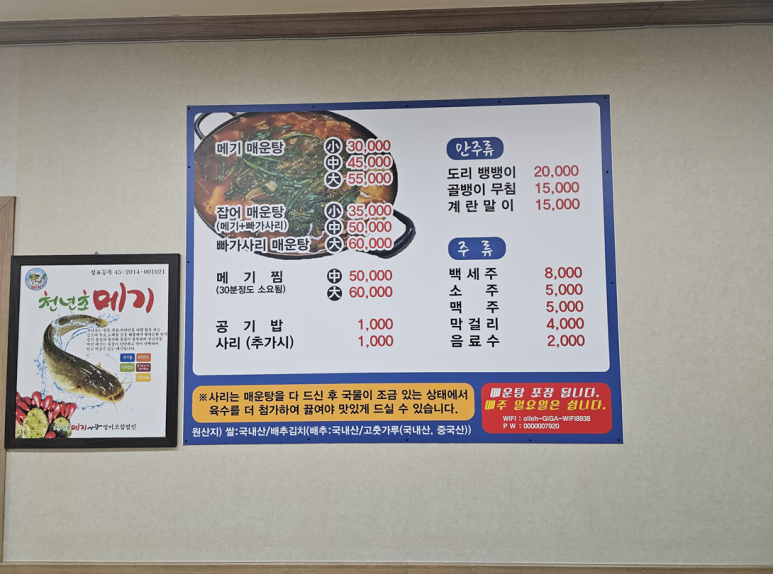 메기 매운탕 小 30,000
中 45,000
大 55,000
잡어 매운탕 小 35,000
(메기+빠가사리) 中 50,000
빠가사리 매운탕 大 60,000
메 기 찜 中 50,000
(30분정도 소요됨) 大 60,000
공 기 밥 1,000
사리 (추가시) 1,000
안주류
도리 뱅뱅이 20,000
골뱅이 무침 15,000
계 란 말 이 15,000
주 류
백 세 주 8,000
소 주 5,000
맥 주 5,000
막 걸 리 4,000
음 료 수 2,000
※사리는 매운탕을 다 드신 후 국물이 조금 있는 상태에서
육수를 더 첨가하여 끓여야 맛있게 드실 수 있습니다.
매운탕 포장 됩니다.
매주 일요일은 쉽니다.
WIFI : olleh-GIGA-WIFI8938
P W : 0000007920
원산지) 쌀:국내산/배추김치(배추:국내산/고춧가루(국내산, 중국산))
상표등록 45-2014-001021
천년초 메기